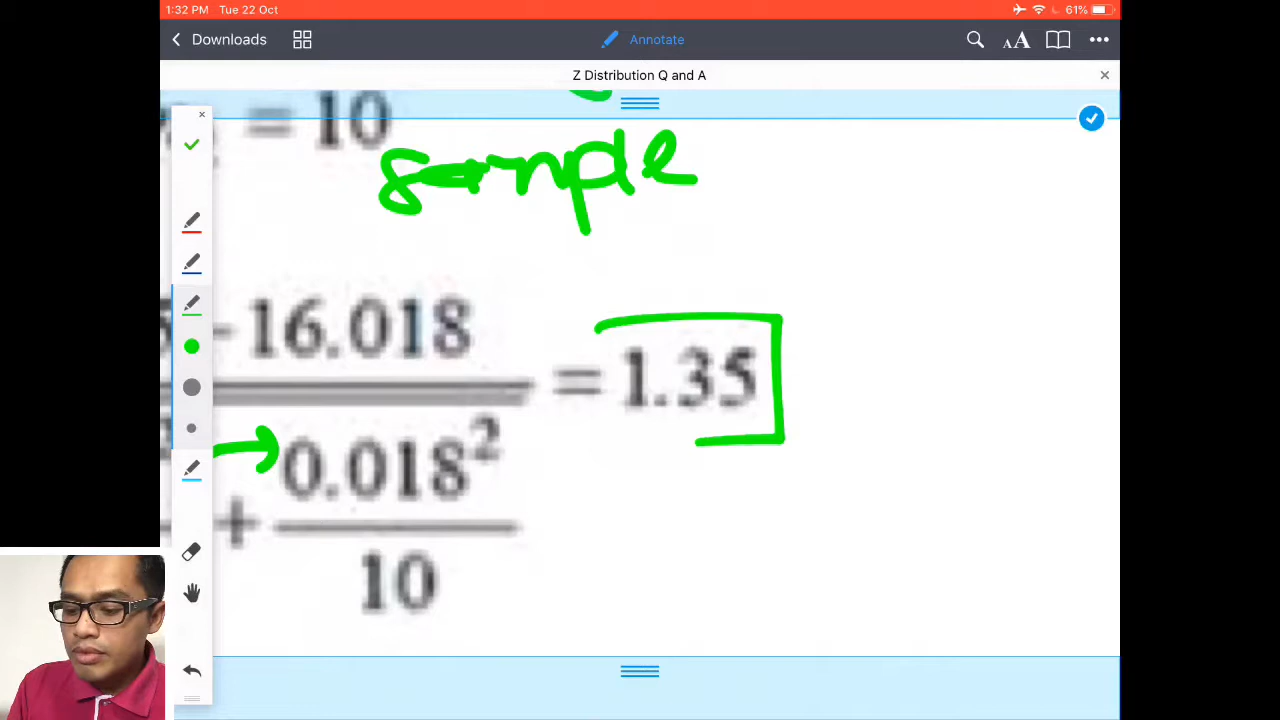 1:32 PM Tue 22 Oct 61%
Downloads Annotate AA
Z Distribution Q and A
= 10
sample
- 16.018
= 1.35
0.018²
+
10